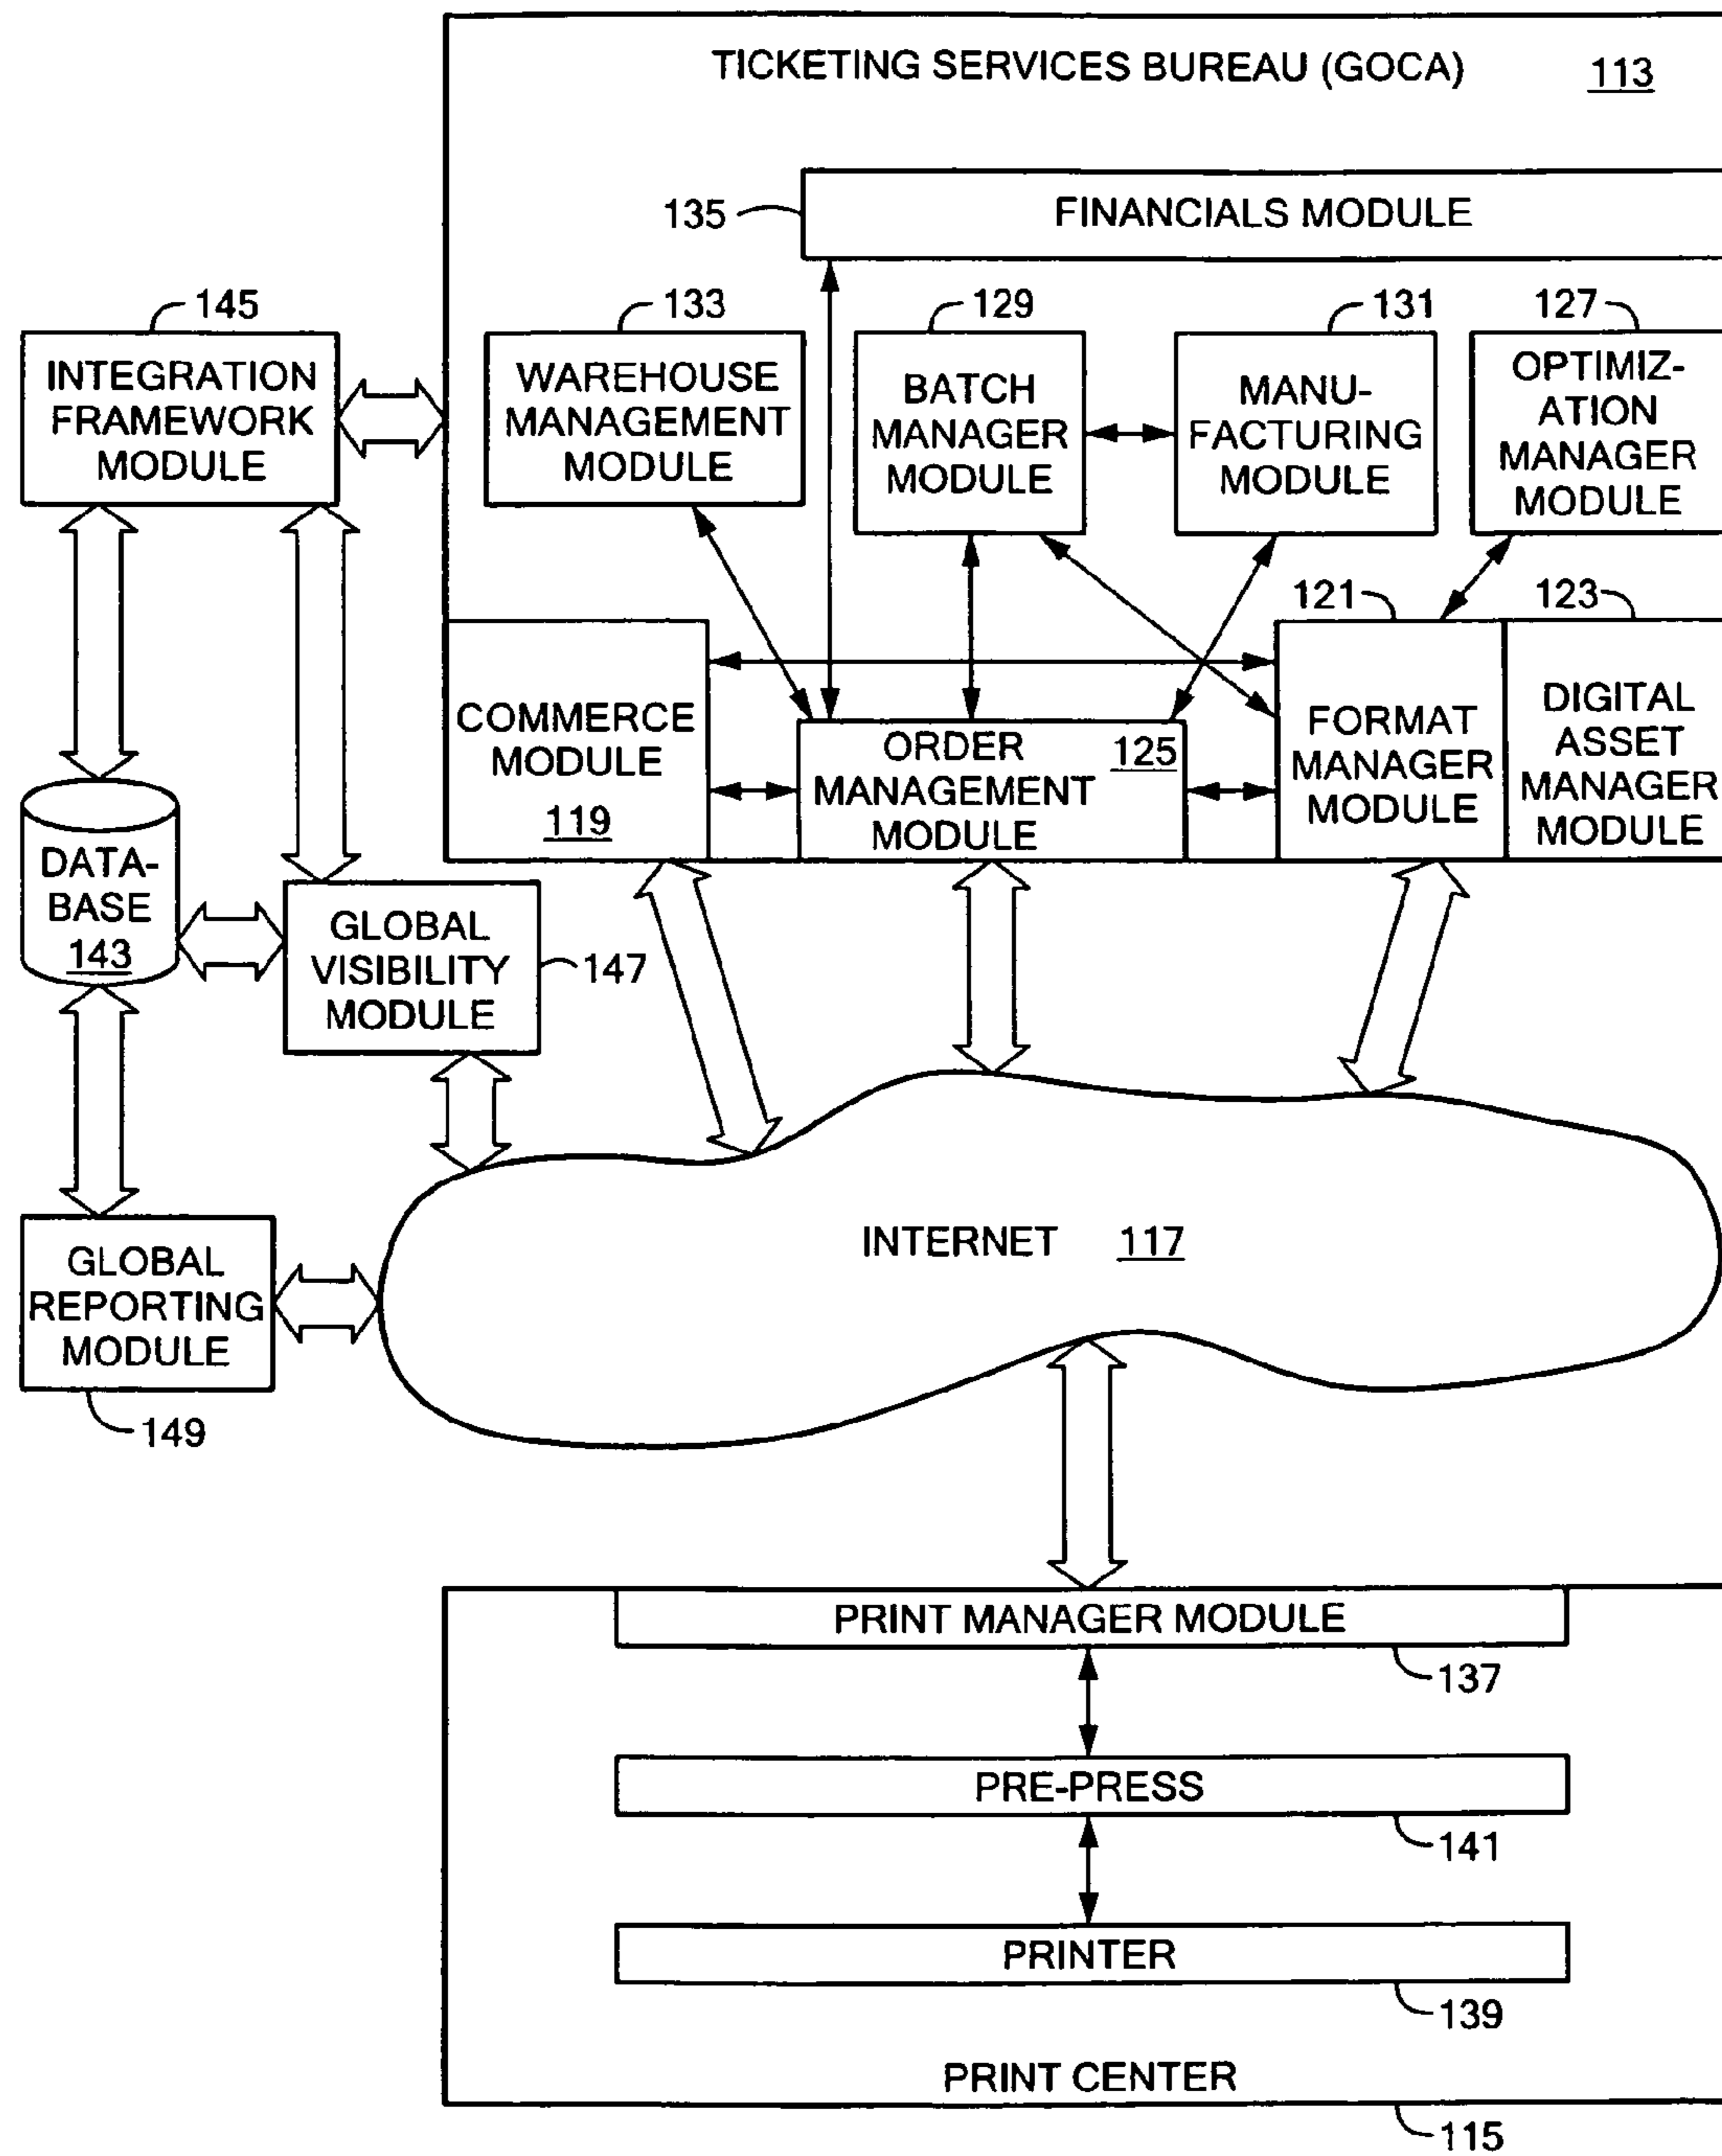 TICKETING SERVICES BUREAU (GOCA) 113
135
FINANCIALS MODULE
145
INTEGRATION
FRAMEWORK
MODULE
133
WAREHOUSE
MANAGEMENT
MODULE
129
BATCH
MANAGER
MODULE
131
MANU-
FACTURING
MODULE
127
OPTIMIZ-
ATION
MANAGER
MODULE
COMMERCE
MODULE
119
ORDER
MANAGEMENT
MODULE
125
121
FORMAT
MANAGER
MODULE
123
DIGITAL
ASSET
MANAGER
MODULE
DATA-
BASE
143
GLOBAL
VISIBILITY
MODULE
147
GLOBAL
REPORTING
MODULE
149
INTERNET 117
PRINT MANAGER MODULE
137
PRE-PRESS
141
PRINTER
139
PRINT CENTER
115